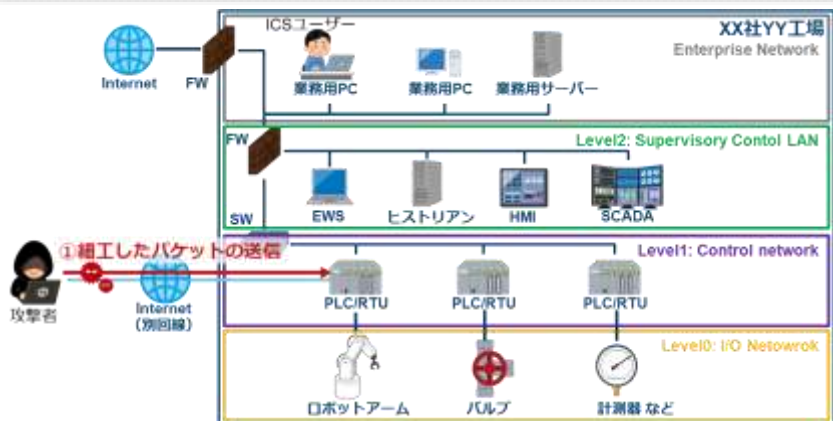 XX社YY工場
Enterprise Network
ICSユーザー
Internet
FW
業務用PC
業務用PC
業務用サーバー
FW
Level2: Supervisory Contol LAN
EWS
ヒストリアン
HMI
SCADA
SW
①細工したパケットの送信
Level1: Control network
攻撃者
Internet
(別回線)
PLC/RTU
PLC/RTU
PLC/RTU
Level0: I/O Netowrok
ロボットアーム
バルブ
計測器 など